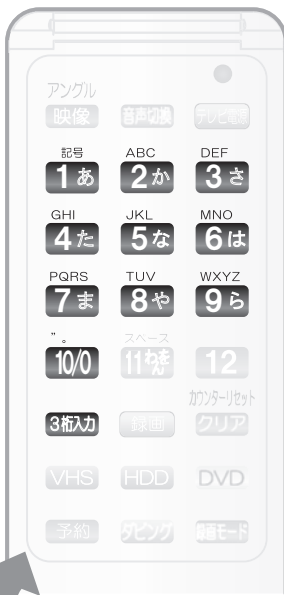 アングル
映像 音声切換 テレビ電源
記号 ABC DEF
1あ 2か 3さ
GHI JKL MNO
4た 5な 6は
PQRS TUV WXYZ
7ま 8や 9ら
゛。 スペース
10/0 11わをん 12
カウンターリセット
3桁入力 録画 クリア
VHS HDD DVD
予約 ダビング 録画モード